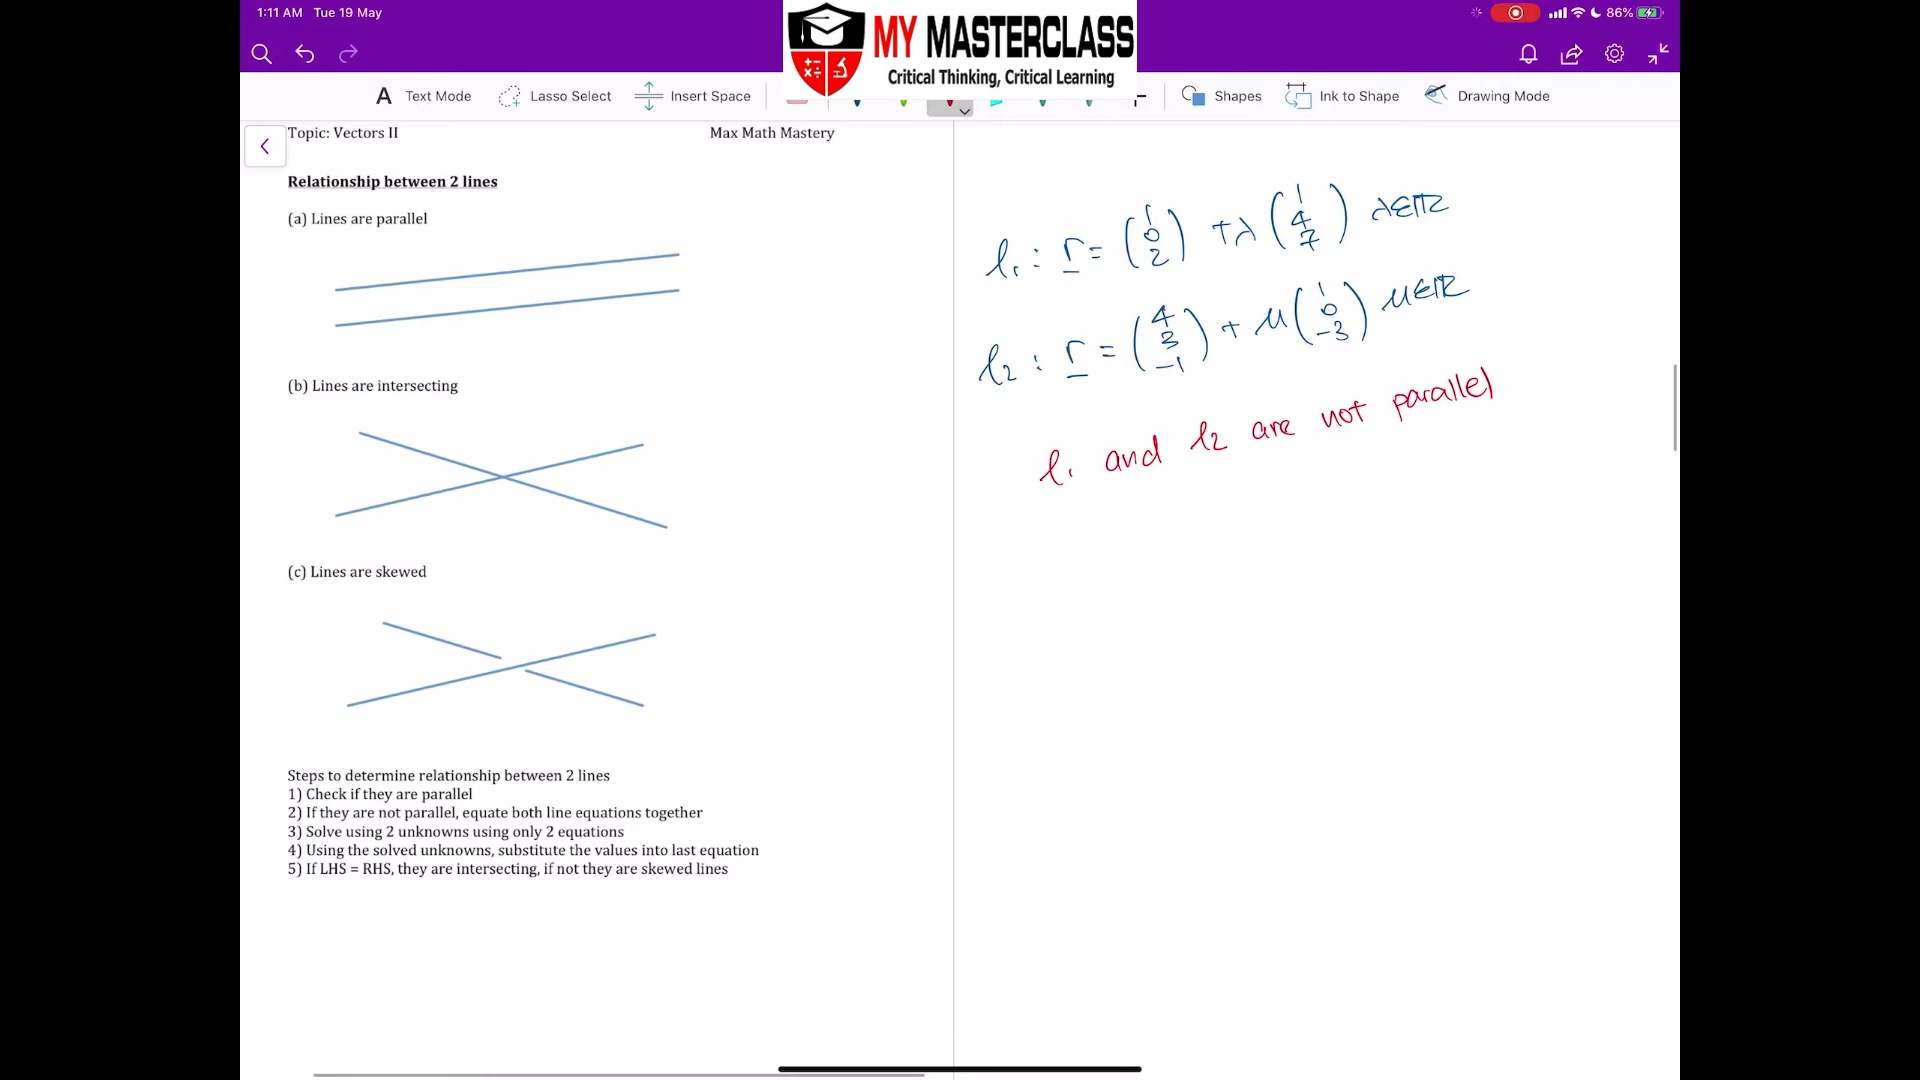 1:11 AM Tue 19 May
86%
MY MASTERCLASS
Critical Thinking, Critical Learning
A Text Mode Lasso Select Insert Space Shapes Ink to Shape Drawing Mode
Topic: Vectors II Max Math Mastery
Relationship between 2 lines
(a) Lines are parallel
(b) Lines are intersecting
(c) Lines are skewed
Steps to determine relationship between 2 lines
1) Check if they are parallel
2) If they are not parallel, equate both line equations together
3) Solve using 2 unknowns using only 2 equations
4) Using the solved unknowns, substitute the values into last equation
5) If LHS = RHS, they are intersecting, if not they are skewed lines
l₁ : r = (1 0 2) + λ (1 4 7) λ∈ℝ
l₂ : r = (4 3 -1) + μ (1 0 -3) μ∈ℝ
l₁ and l₂ are not parallel